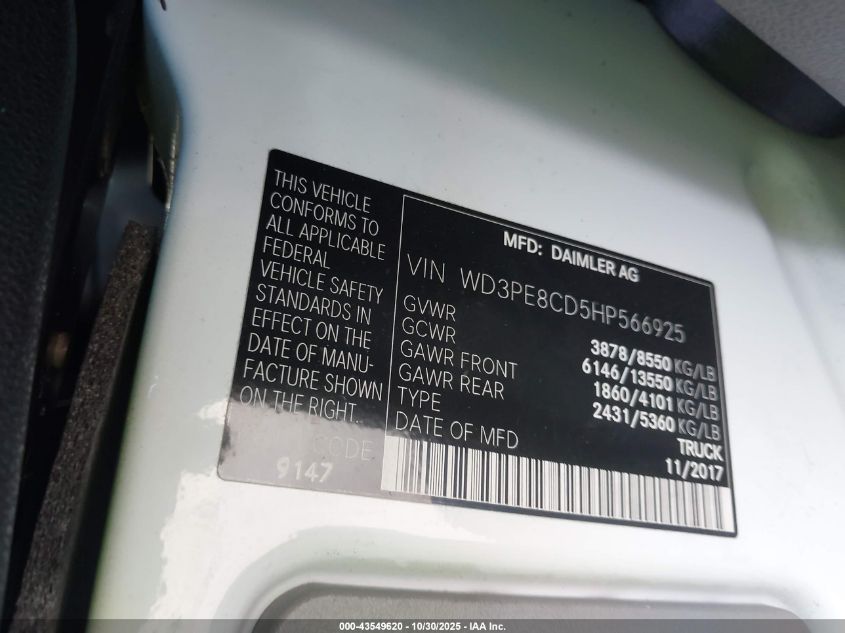 THIS VEHICLE
CONFORMS TO
ALL APPLICABLE
FEDERAL
VEHICLE SAFETY
STANDARDS IN
EFFECT ON THE
DATE OF MANU-
FACTURE SHOWN
ON THE RIGHT.
CODE
9147
MFD: DAIMLER AG
VIN WD3PE8CD5HP566925
GVWR 3878/8550 KG/LB
GCWR 6146/13550 KG/LB
GAWR FRONT 1860/4101 KG/LB
GAWR REAR 2431/5360 KG/LB
TYPE TRUCK
DATE OF MFD 11/2017
000-43549620 - 10/30/2025 - IAA Inc.